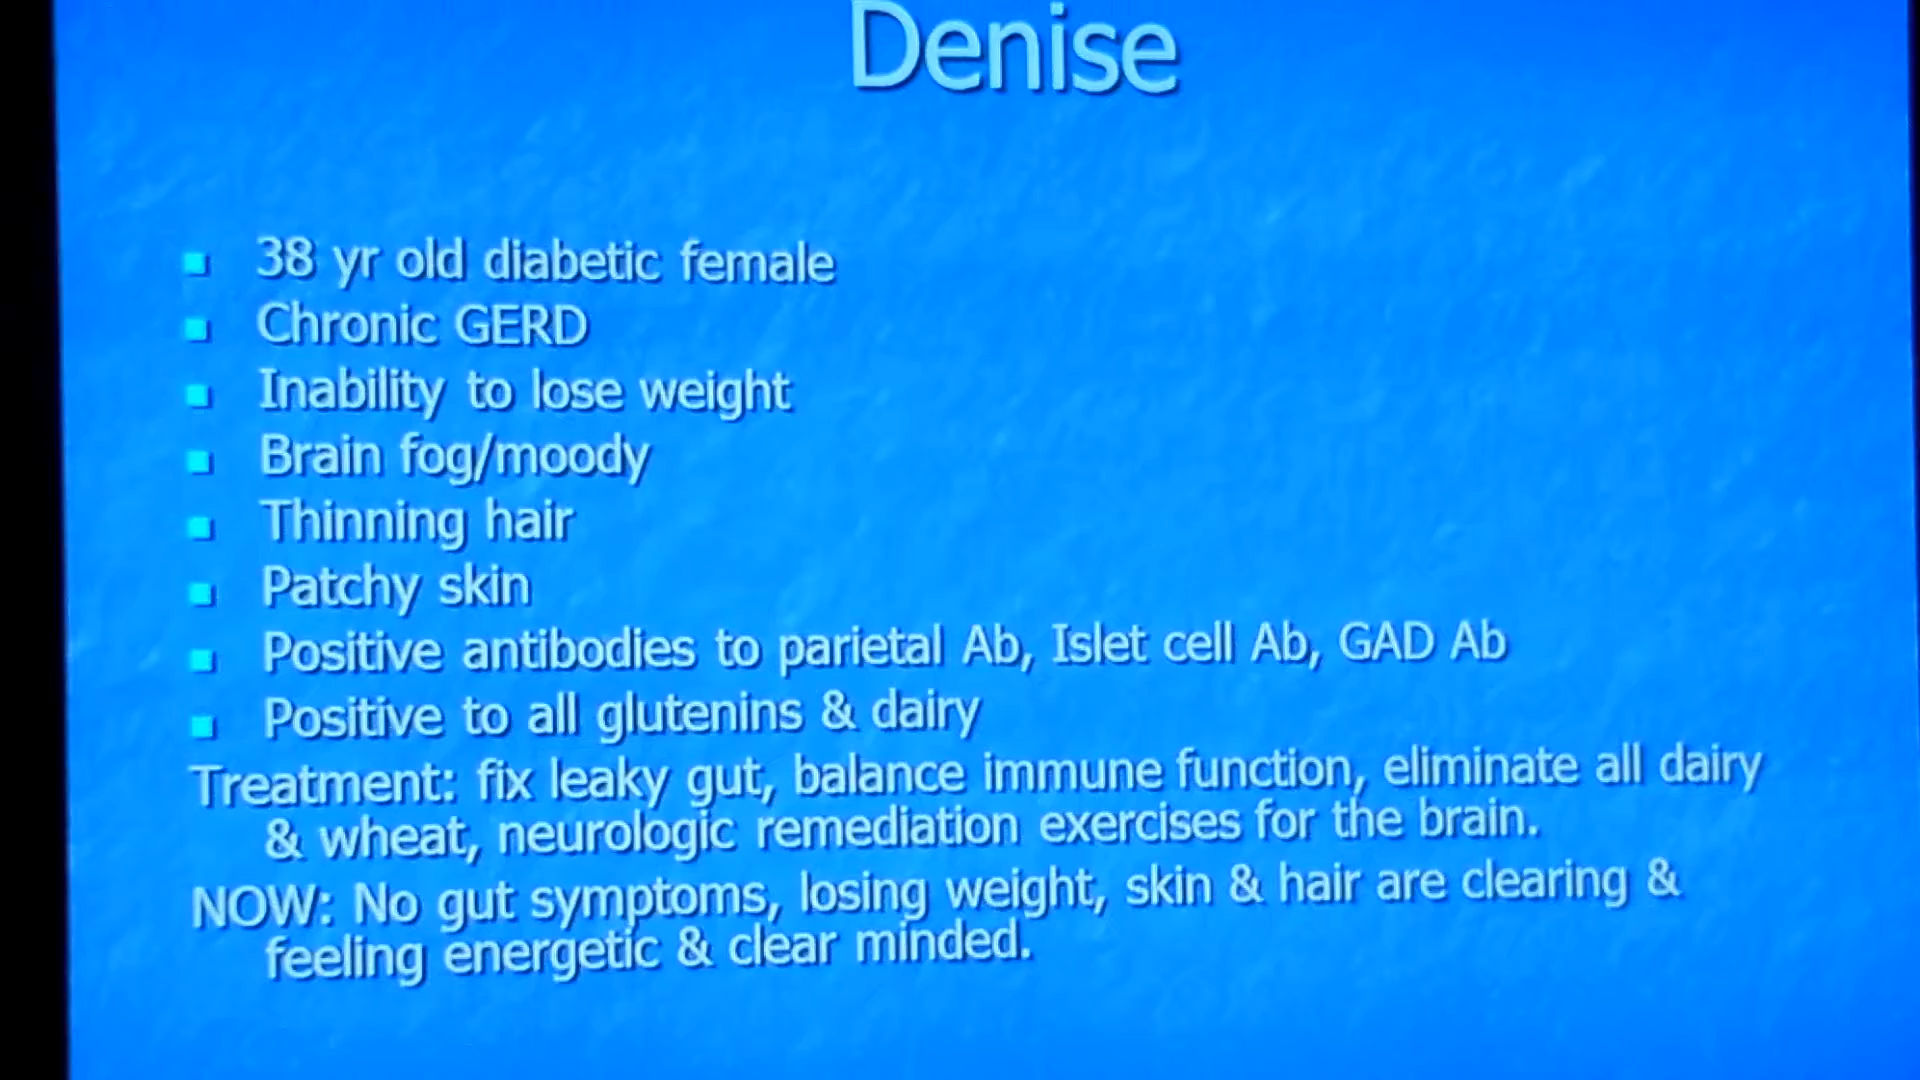 Denise
38 yr old diabetic female
Chronic GERD
Inability to lose weight
Brain fog/moody
Thinning hair
Patchy skin
Positive antibodies to parietal Ab, Islet cell Ab, GAD Ab
Positive to all glutenins & dairy
Treatment: fix leaky gut, balance immune function, eliminate all dairy
& wheat, neurologic remediation exercises for the brain.
NOW: No gut symptoms, losing weight, skin & hair are clearing &
feeling energetic & clear minded.